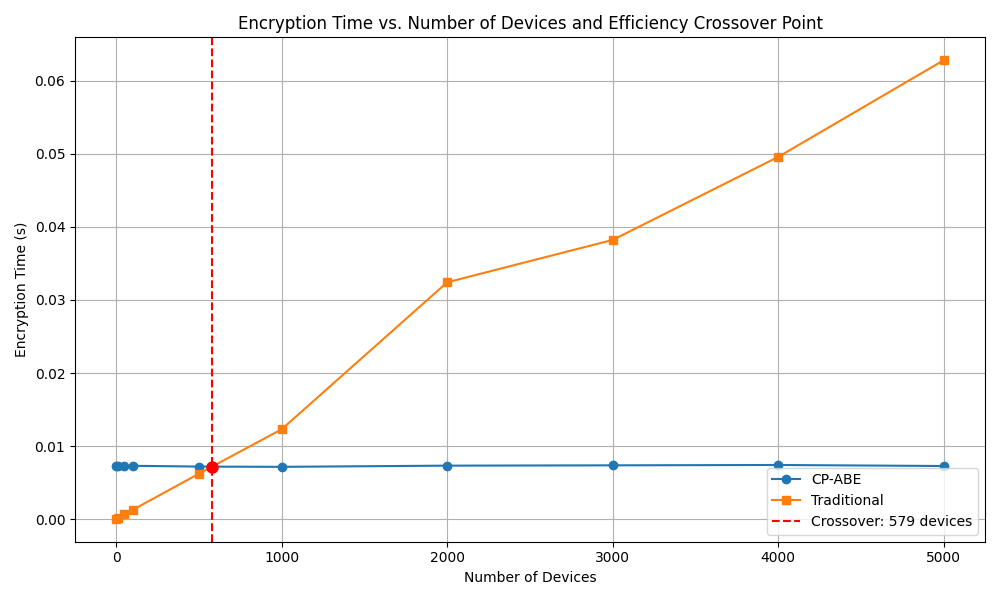 Encryption Time vs. Number of Devices and Efficiency Crossover Point
0.06
0.05
0.04
0.03
0.02
0.01
0.00
Encryption Time (s)
0 1000 2000 3000 4000 5000
Number of Devices
CP-ABE
Traditional
Crossover: 579 devices